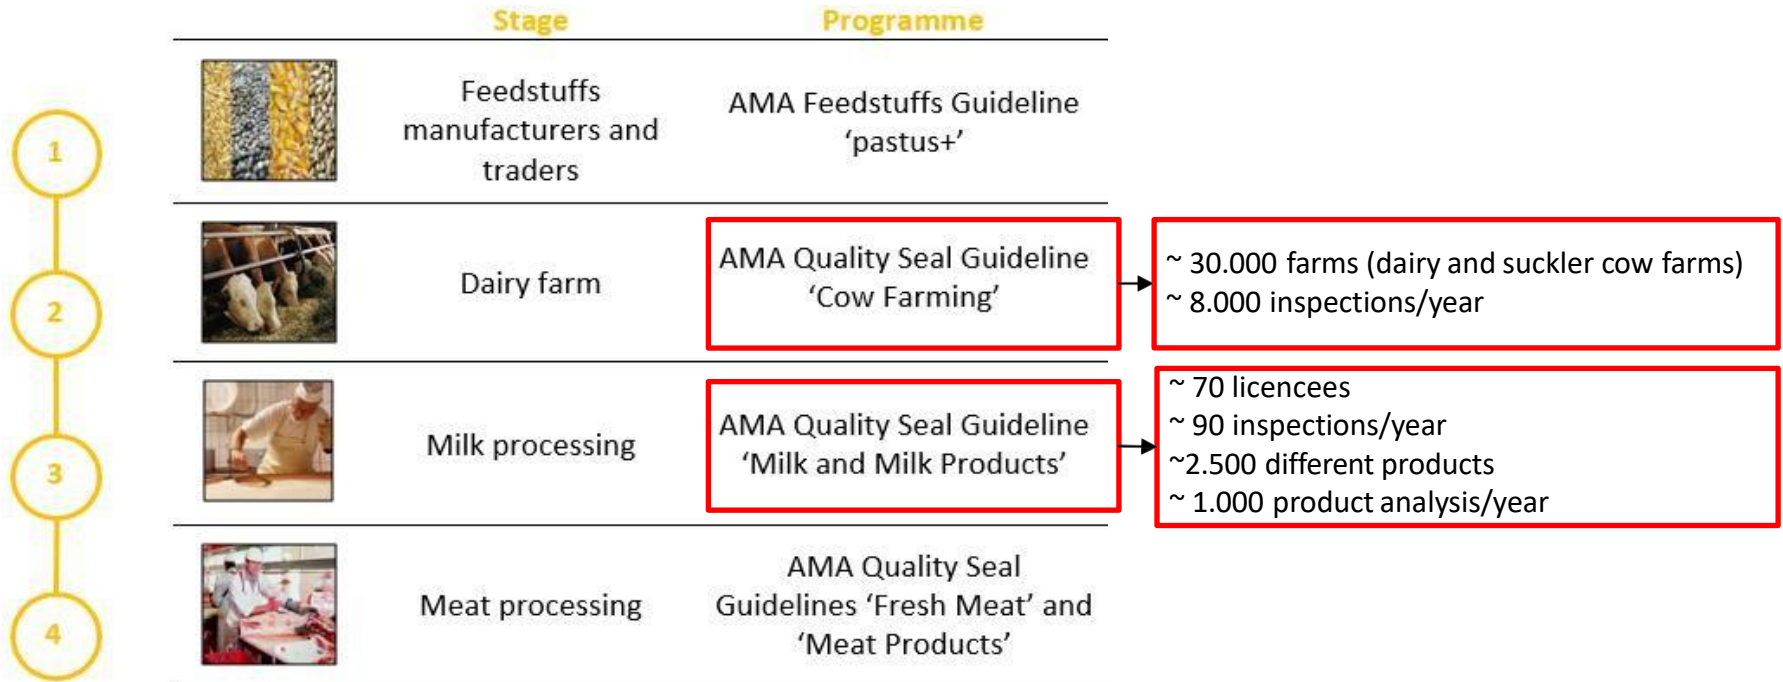 Stage
Programme
1
Feedstuffs
manufacturers and
traders
AMA Feedstuffs Guideline
‘pastus+’
2
Dairy farm
AMA Quality Seal Guideline
‘Cow Farming’
~ 30.000 farms (dairy and suckler cow farms)
~ 8.000 inspections/year
3
Milk processing
AMA Quality Seal Guideline
‘Milk and Milk Products’
~ 70 licencees
~ 90 inspections/year
~2.500 different products
~ 1.000 product analysis/year
4
Meat processing
AMA Quality Seal
Guidelines ‘Fresh Meat’ and
‘Meat Products’